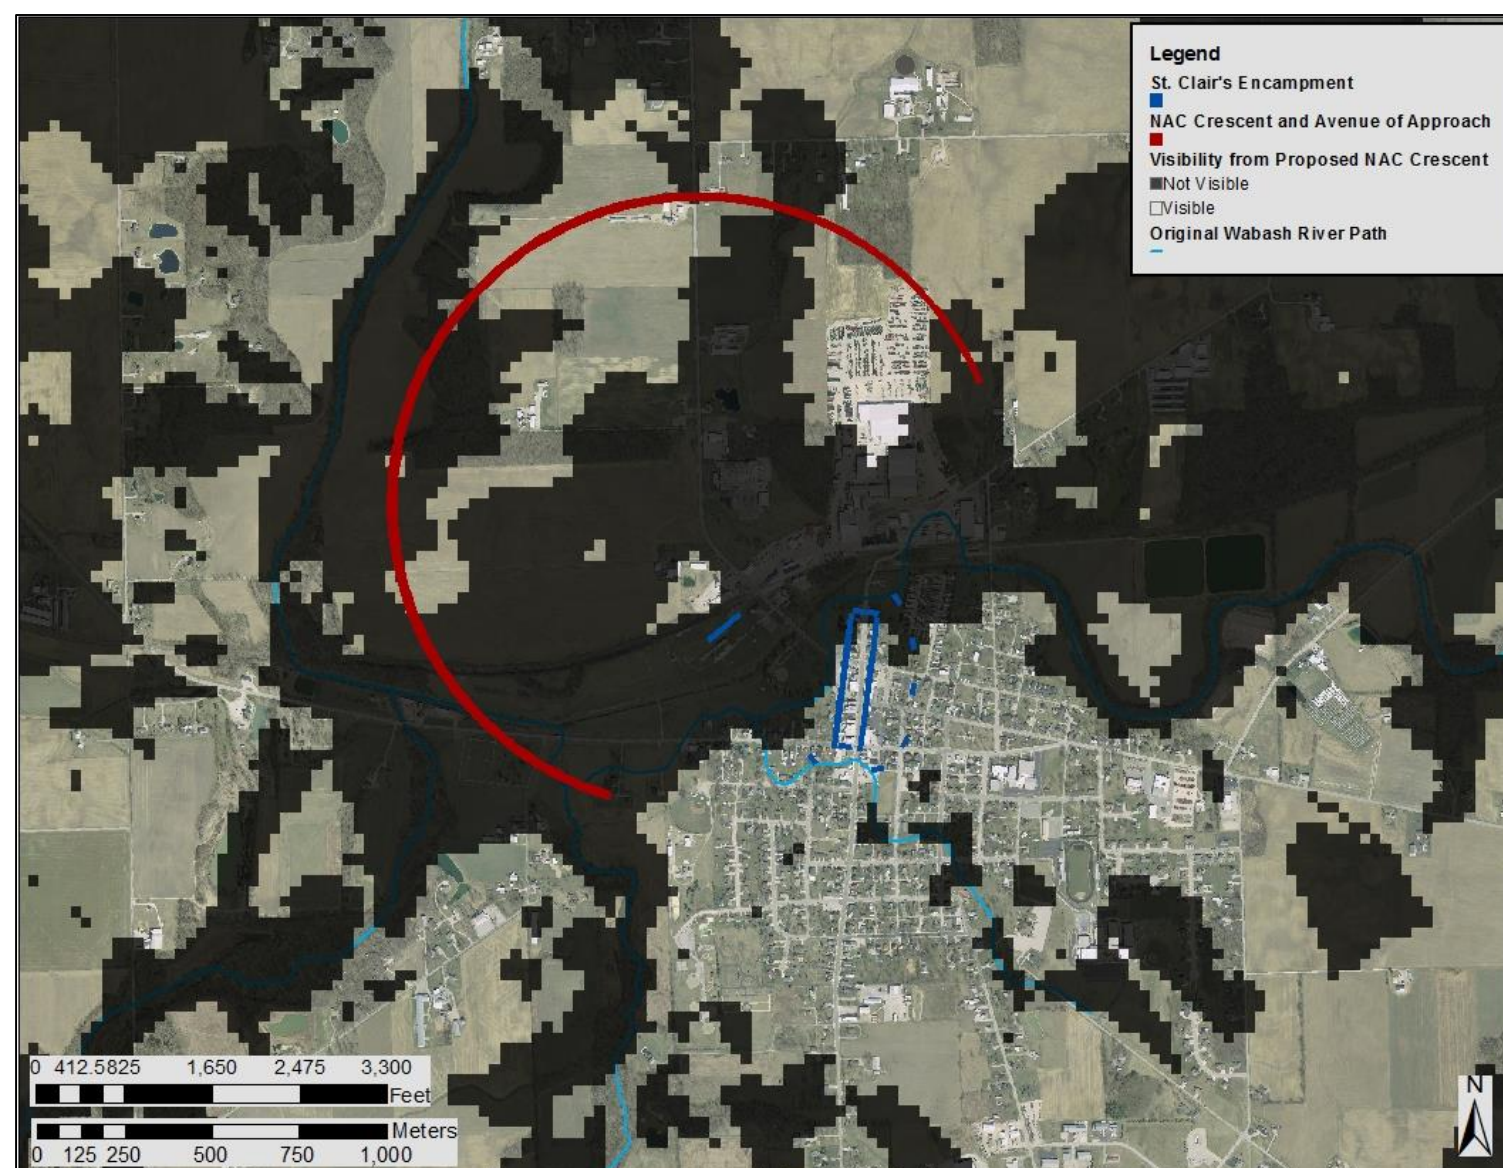 Legend
St. Clair's Encampment
NAC Crescent and Avenue of Approach
Visibility from Proposed NAC Crescent
Not Visible
Visible
Original Wabash River Path
0 412.5825 1,650 2,475 3,300
Feet
Meters
0 125 250 500 750 1,000
N